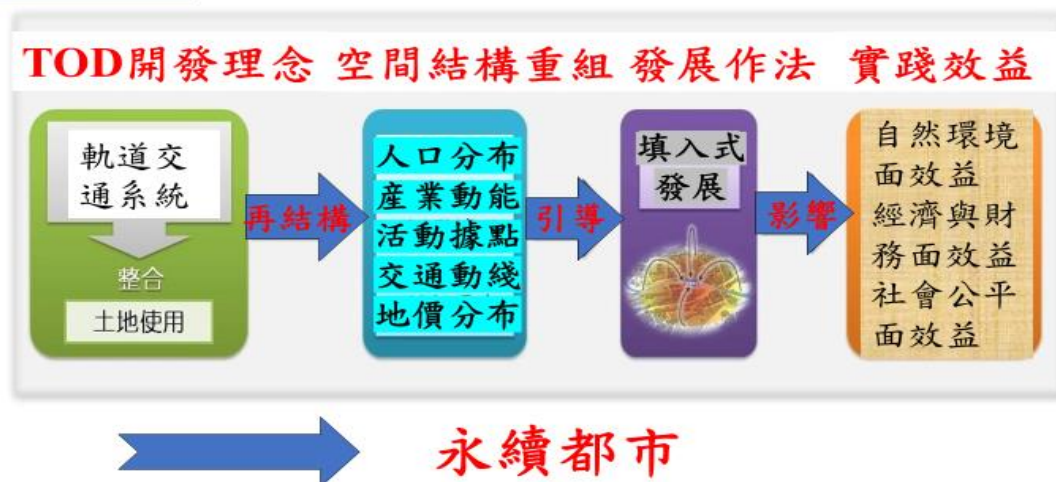 TOD開發理念 空間結構重組 發展作法 實踐效益
軌道交
通系統
整合
土地使用
再結構
人口分布
產業動能
活動據點
交通動綫
地價分布
引導
填入式
發展
影響
自然環境
面效益
經濟與財
務面效益
社會公平
面效益
永續都市